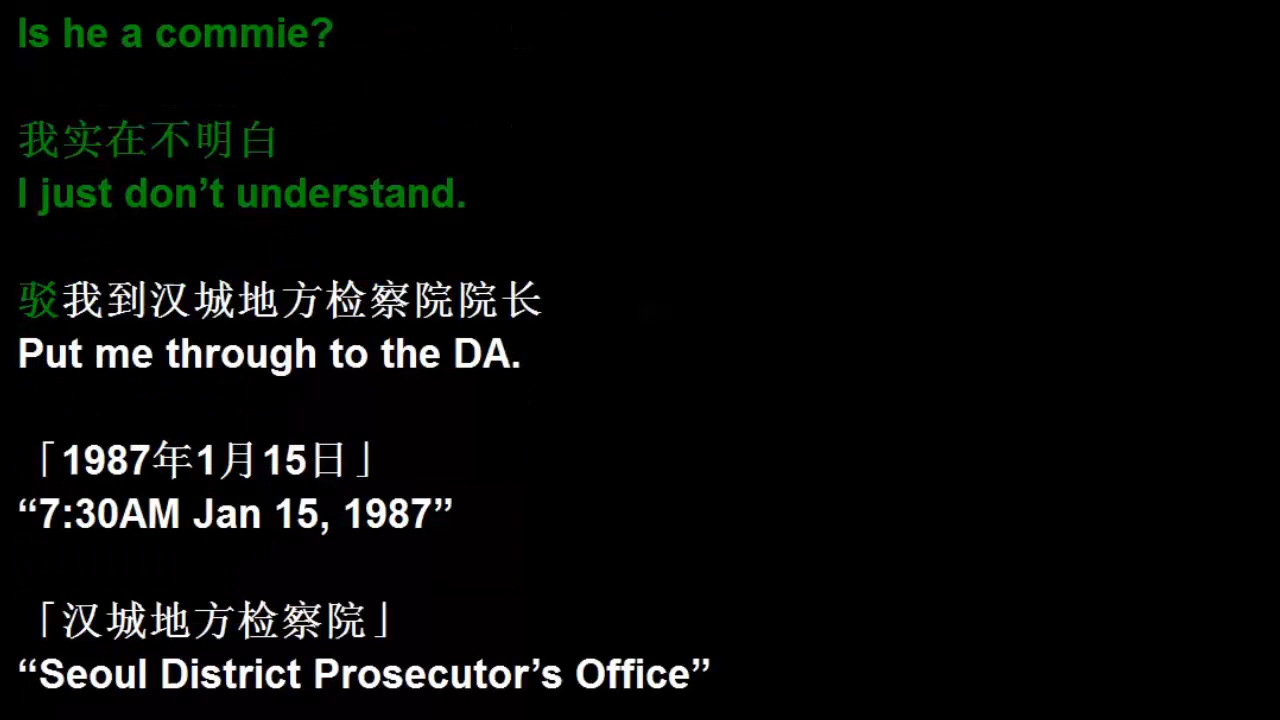 Is he a commie?
我实在不明白
I just don’t understand.
驳我到汉城地方检察院院长
Put me through to the DA.
「1987年1月15日」
“7:30AM Jan 15, 1987”
「汉城地方检察院」
“Seoul District Prosecutor’s Office”